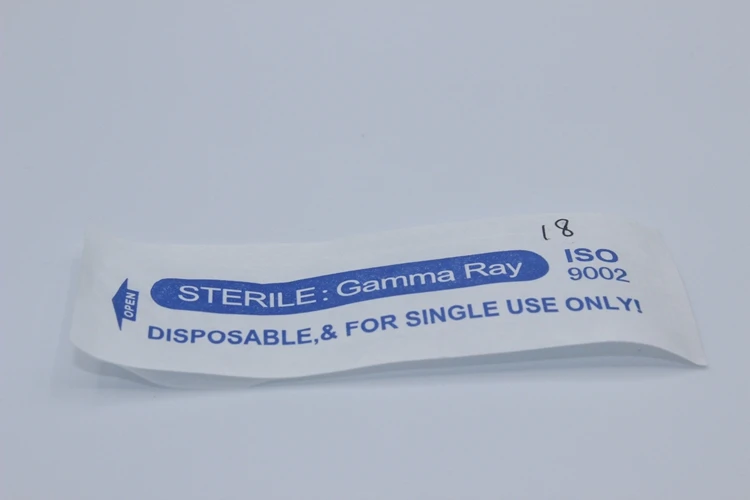 18
ISO
9002
OPEN
STERILE: Gamma Ray
DISPOSABLE,& FOR SINGLE USE ONLY!